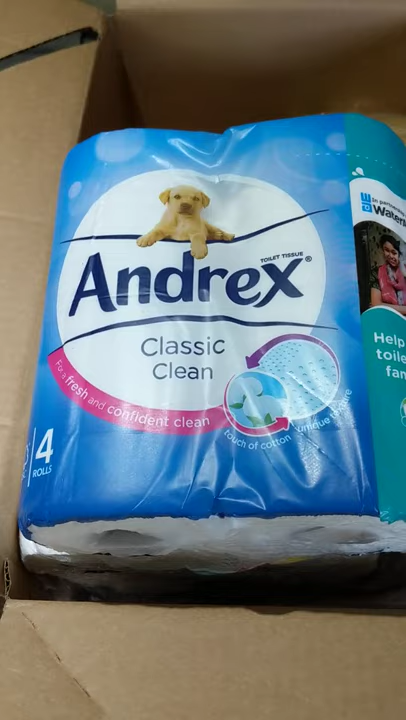 Andrex®
TOILET TISSUE
Classic
Clean
For a fresh and confident clean
touch of cotton
unique texture
4
ROLLS
In partnership
Water
Help
toile
fam